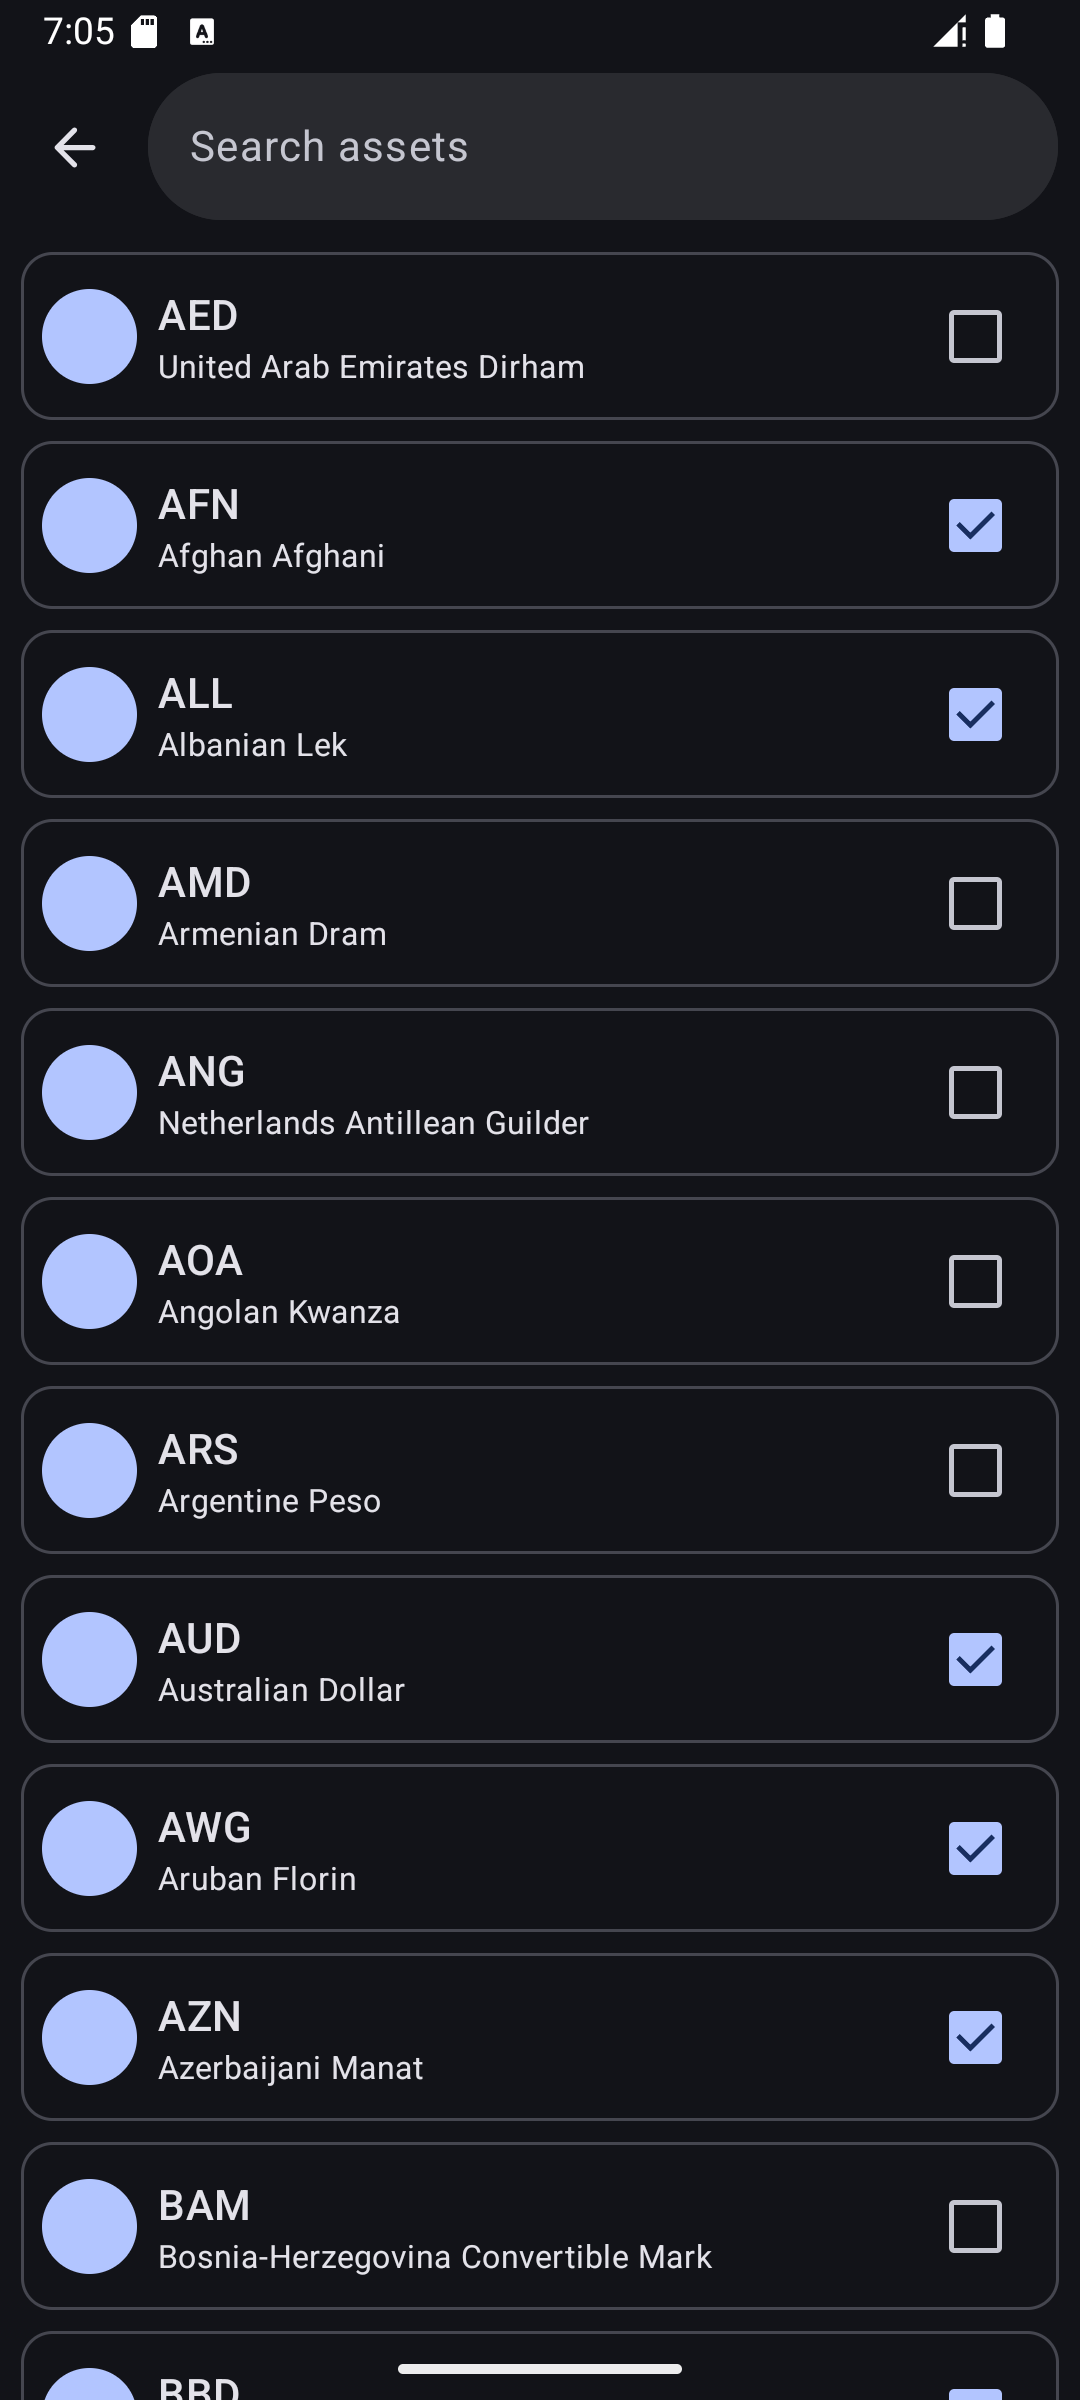 7:05
Search assets
AED
United Arab Emirates Dirham
AFN
Afghan Afghani
ALL
Albanian Lek
AMD
Armenian Dram
ANG
Netherlands Antillean Guilder
AOA
Angolan Kwanza
ARS
Argentine Peso
AUD
Australian Dollar
AWG
Aruban Florin
AZN
Azerbaijani Manat
BAM
Bosnia-Herzegovina Convertible Mark
BBD